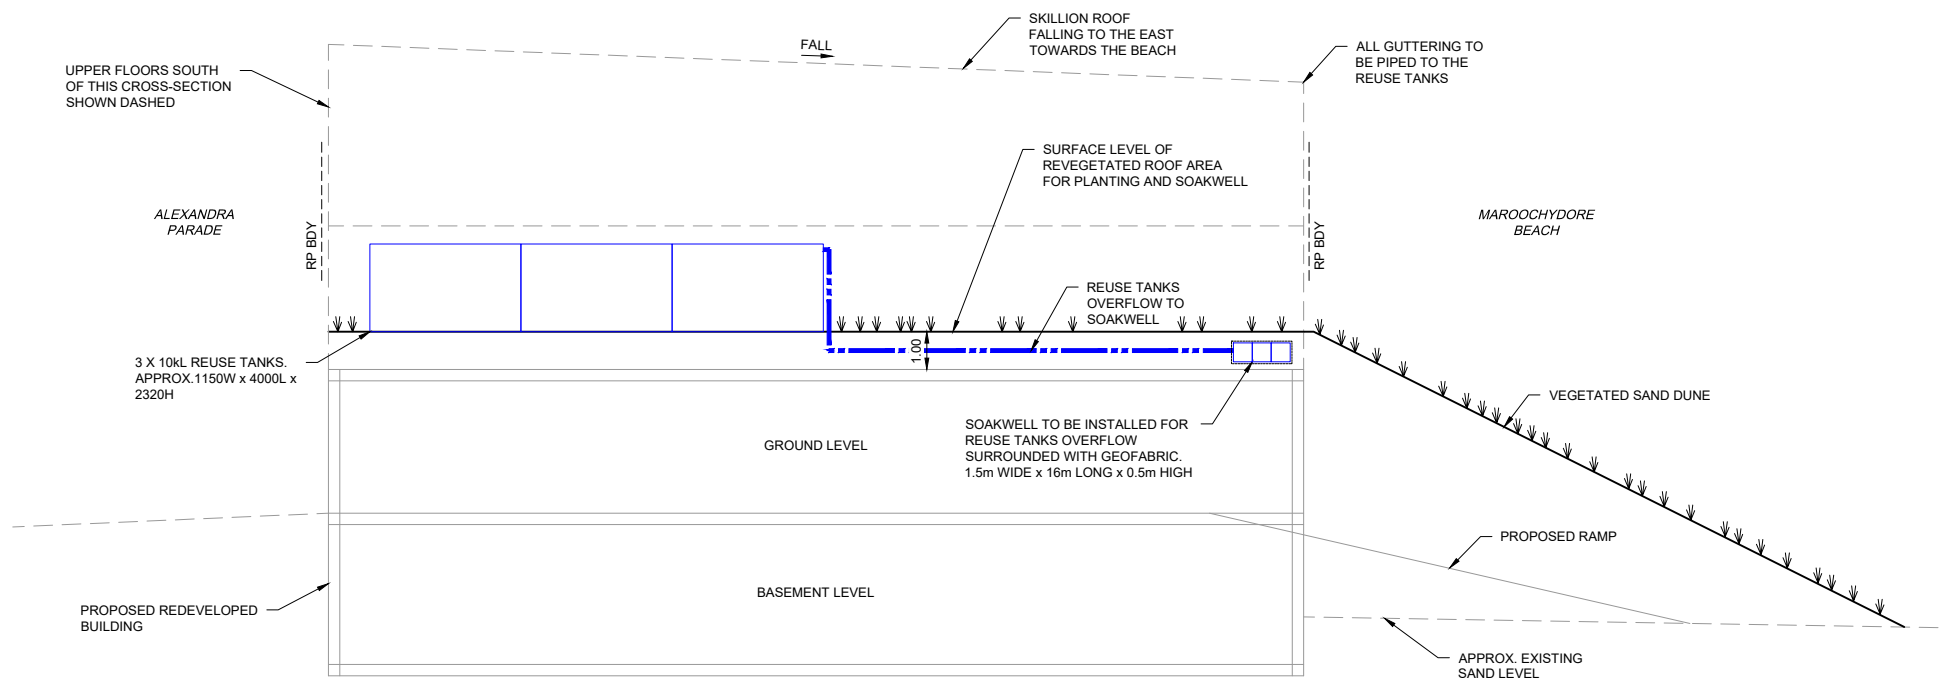 SKILLION ROOF
FALLING TO THE EAST
TOWARDS THE BEACH
FALL
ALL GUTTERING TO
BE PIPED TO THE
REUSE TANKS
UPPER FLOORS SOUTH
OF THIS CROSS-SECTION
SHOWN DASHED
SURFACE LEVEL OF
REVEGETATED ROOF AREA
FOR PLANTING AND SOAKWELL
ALEXANDRA
PARADE
RP BDY
RP BDY
MAROOCHYDORE
BEACH
REUSE TANKS
OVERFLOW TO
SOAKWELL
1.00
3 X 10kL REUSE TANKS.
APPROX.1150W x 4000L x
2320H
VEGETATED SAND DUNE
SOAKWELL TO BE INSTALLED FOR
REUSE TANKS OVERFLOW
SURROUNDED WITH GEOFABRIC.
1.5m WIDE x 16m LONG x 0.5m HIGH
GROUND LEVEL
PROPOSED RAMP
BASEMENT LEVEL
PROPOSED REDEVELOPED
BUILDING
APPROX. EXISTING
SAND LEVEL